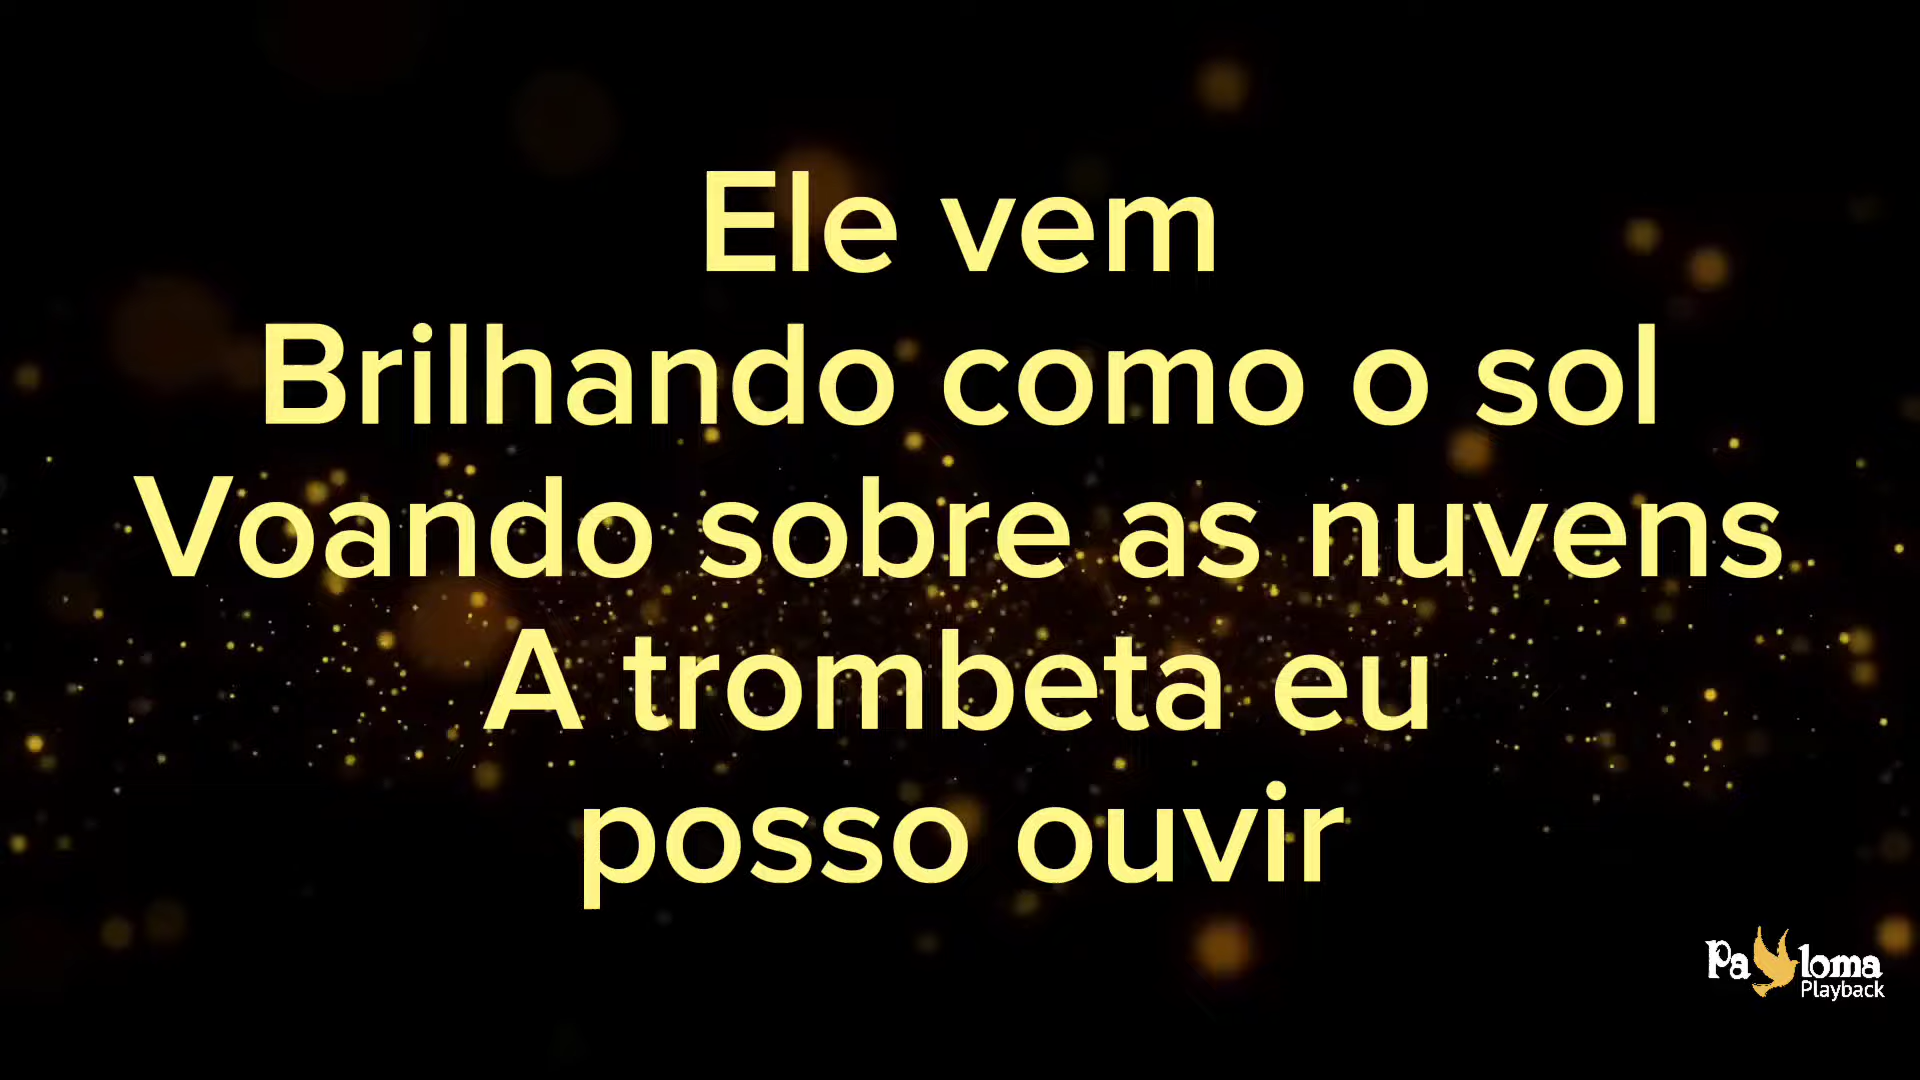 Ele vem
Brilhando como o sol
Voando sobre as nuvens
A trombeta eu
posso ouvir
Paloma
Playback